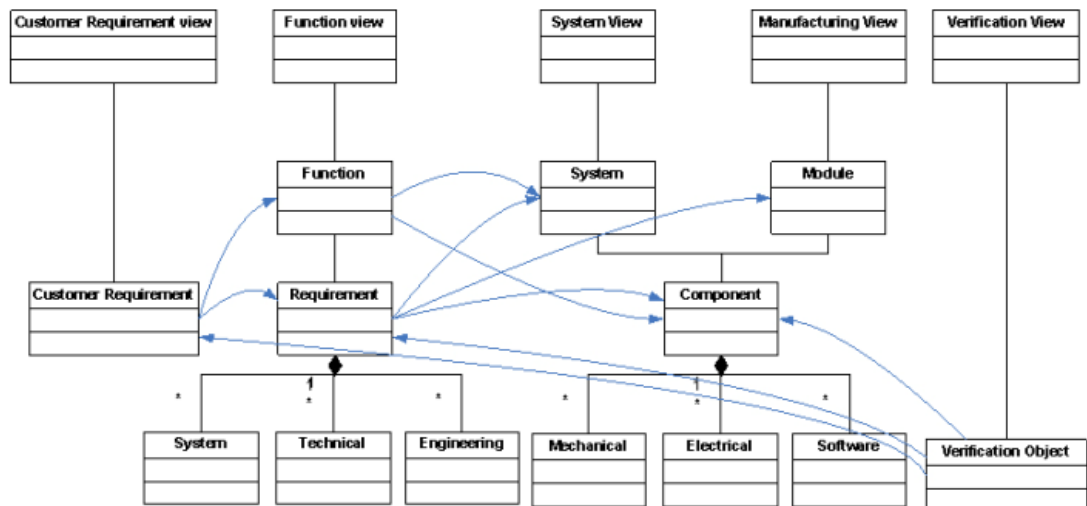 Customer Requirement view
Function view
System View
Manufacturing View
Verification View
Function
System
Module
Customer Requirement
Requirement
Component
*
1
*
*
*
1
*
*
System
Technical
Engineering
Mechanical
Electrical
Software
Verification Object